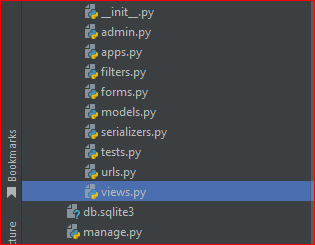 __init__.py
admin.py
apps.py
filters.py
forms.py
models.py
serializers.py
tests.py
urls.py
views.py
db.sqlite3
manage.py
Bookmarks
cture